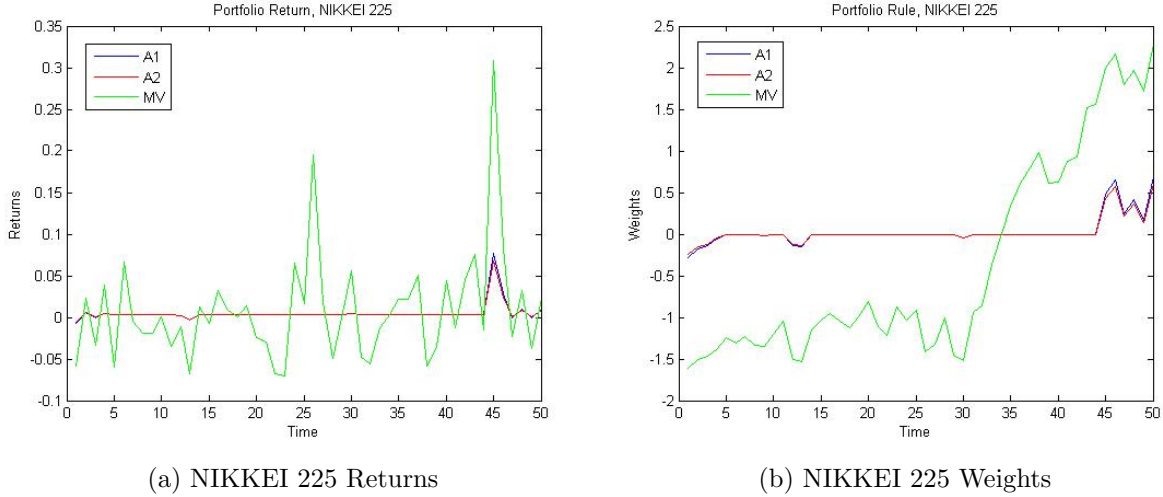 Portfolio Return, NIKKEI 225
0.35
0.3
0.25
0.2
0.15
0.1
0.05
0
-0.05
-0.1
Returns
A1
A2
MV
0 5 10 15 20 25 30 35 40 45 50
Time
(a) NIKKEI 225 Returns
Portfolio Rule, NIKKEI 225
2.5
2
1.5
1
0.5
0
-0.5
-1
-1.5
-2
Weights
A1
A2
MV
0 5 10 15 20 25 30 35 40 45 50
Time
(b) NIKKEI 225 Weights